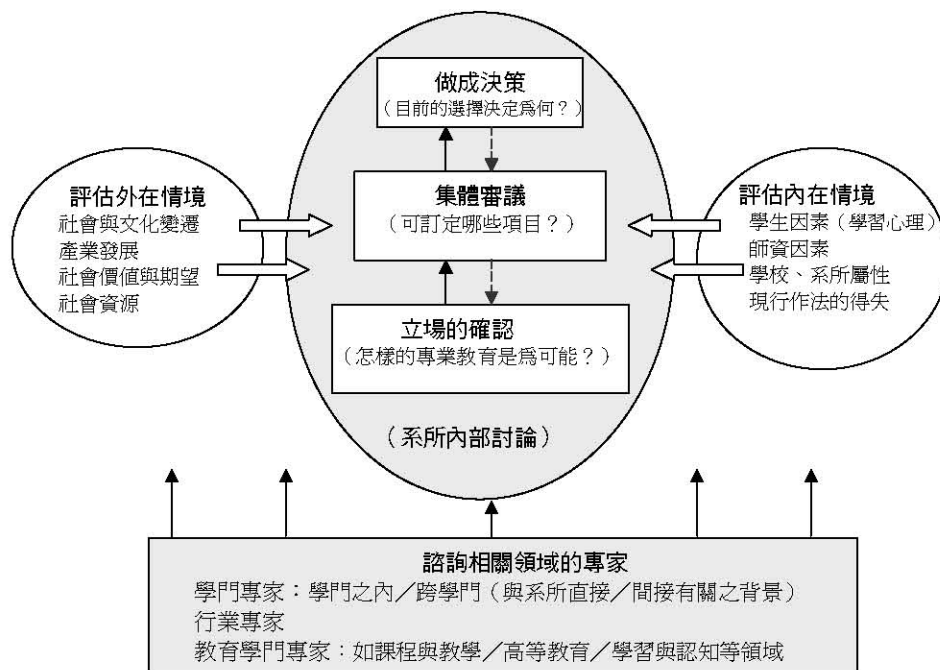 做成決策
（目前的選擇決定為何？）
集體審議
（可訂定哪些項目？）
立場的確認
（怎樣的專業教育是為可能？）
（系所內部討論）
評估外在情境
社會與文化變遷
產業發展
社會價值與期望
社會資源
評估內在情境
學生因素（學習心理）
師資因素
學校、系所屬性
現行作法的得失
諮詢相關領域的專家
學門專家：學門之內／跨學門（與系所直接／間接有關之背景）
行業專家
教育學門專家：如課程與教學／高等教育／學習與認知等領域